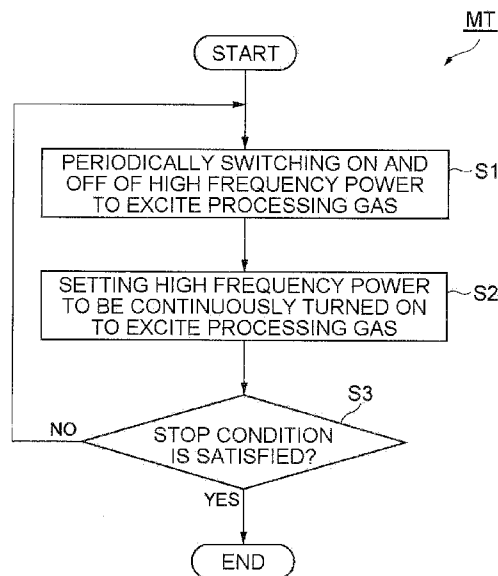 MT
START
PERIODICALLY SWITCHING ON AND
OFF OF HIGH FREQUENCY POWER
TO EXCITE PROCESSING GAS
S1
SETTING HIGH FREQUENCY POWER
TO BE CONTINUOUSLY TURNED ON
TO EXCITE PROCESSING GAS
S2
S3
NO
STOP CONDITION
IS SATISFIED?
YES
END